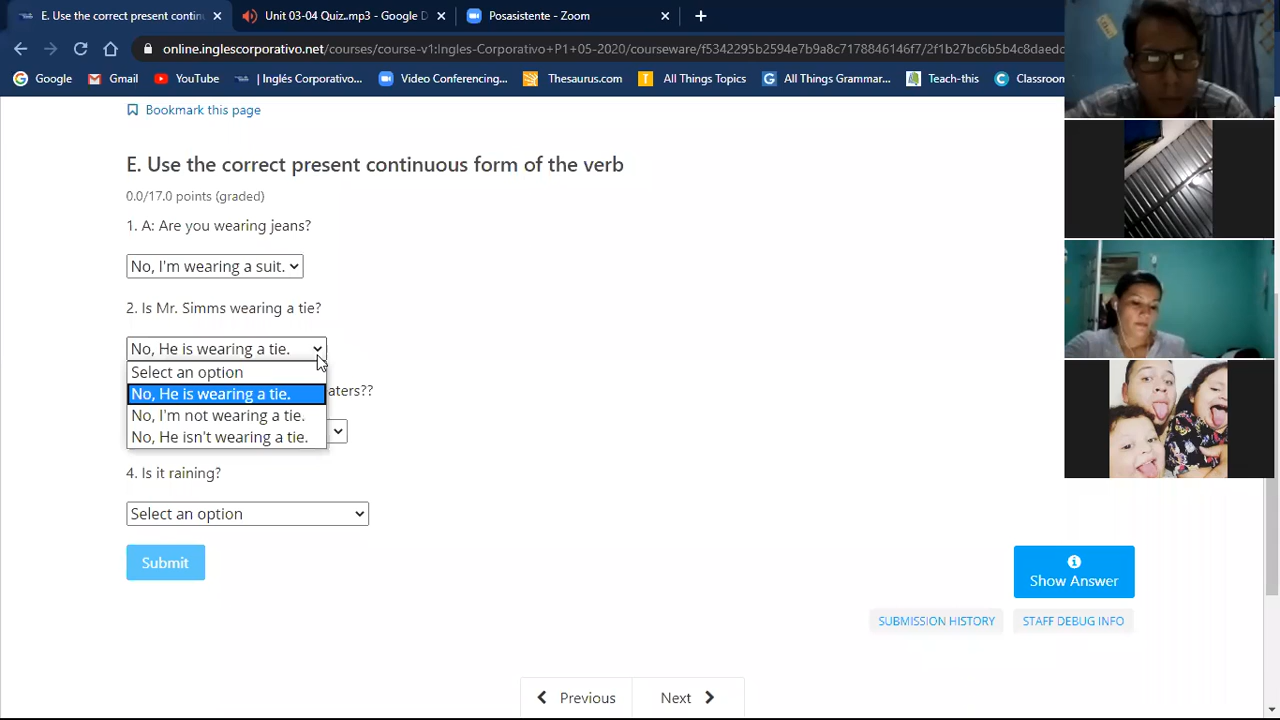 E. Use the correct present contin
Unit 03-04 Quiz..mp3 - Google D
Posasistente - Zoom
online.inglescorporativo.net/courses/course-v1:Ingles-Corporativo+P1+05-2020/courseware/f5342295b2594e7b9a8c7178846146f7/2f1b27bc6b5b4c8daedc
Google
Gmail
YouTube
| Inglés Corporativo...
Video Conferencing...
Thesaurus.com
All Things Topics
All Things Grammar...
Teach-this
Classroom
Bookmark this page
E. Use the correct present continuous form of the verb
0.0/17.0 points (graded)
1. A: Are you wearing jeans?
No, I'm wearing a suit.
2. Is Mr. Simms wearing a tie?
No, He is wearing a tie.
Select an option
No, He is wearing a tie.
aters??
No, I'm not wearing a tie.
No, He isn't wearing a tie.
4. Is it raining?
Select an option
Submit
Show Answer
SUBMISSION HISTORY
STAFF DEBUG INFO
Previous
Next